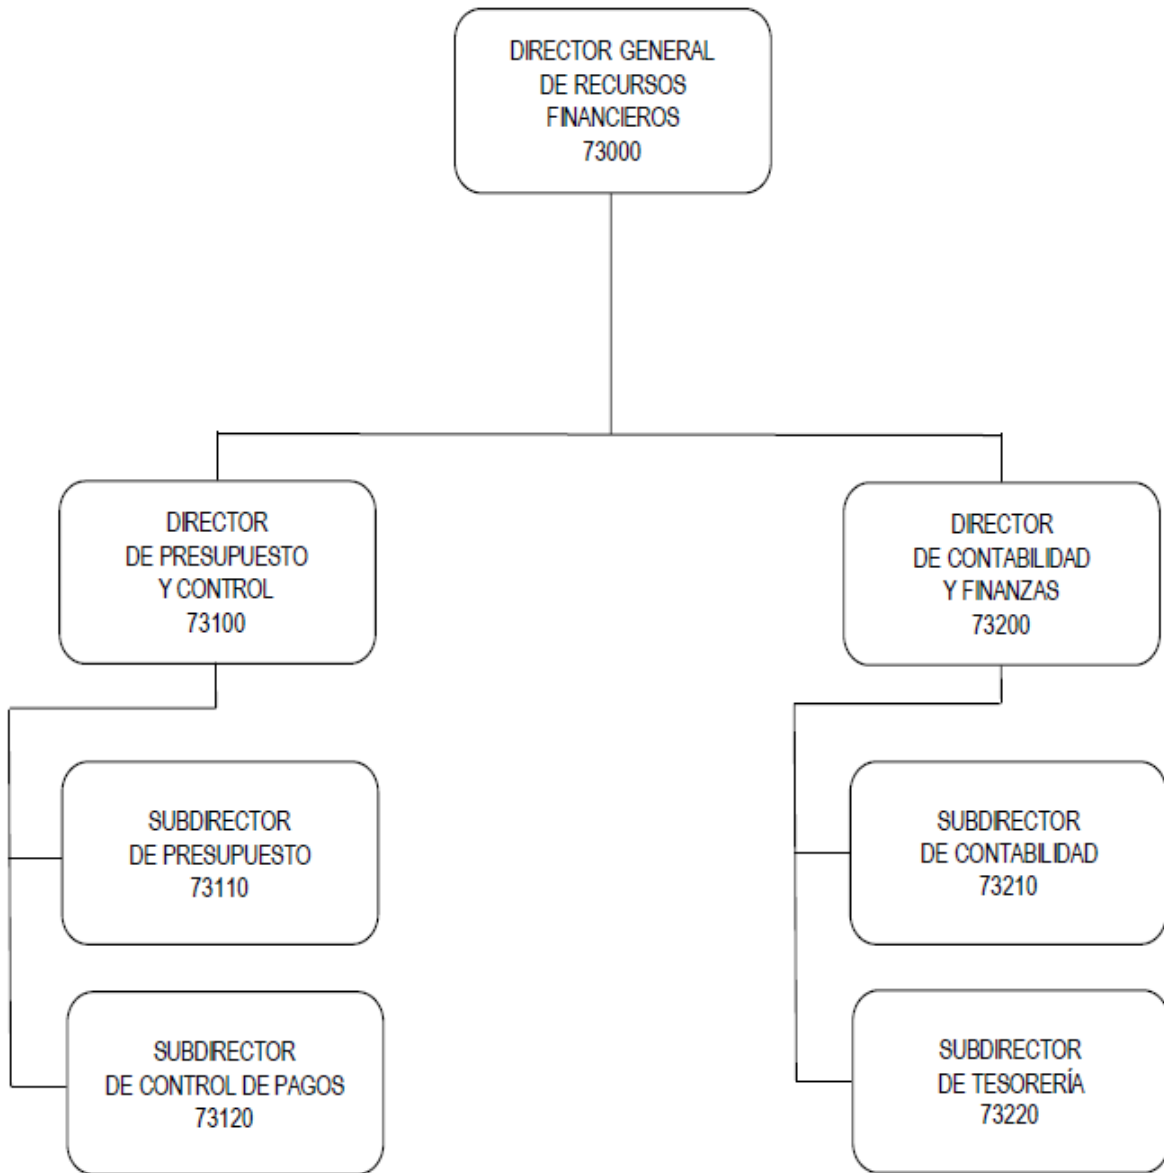 DIRECTOR GENERAL
DE RECURSOS
FINANCIEROS
73000
DIRECTOR
DE PRESUPUESTO
Y CONTROL
73100
DIRECTOR
DE CONTABILIDAD
Y FINANZAS
73200
SUBDIRECTOR
DE PRESUPUESTO
73110
SUBDIRECTOR
DE CONTABILIDAD
73210
SUBDIRECTOR
DE CONTROL DE PAGOS
73120
SUBDIRECTOR
DE TESORERÍA
73220